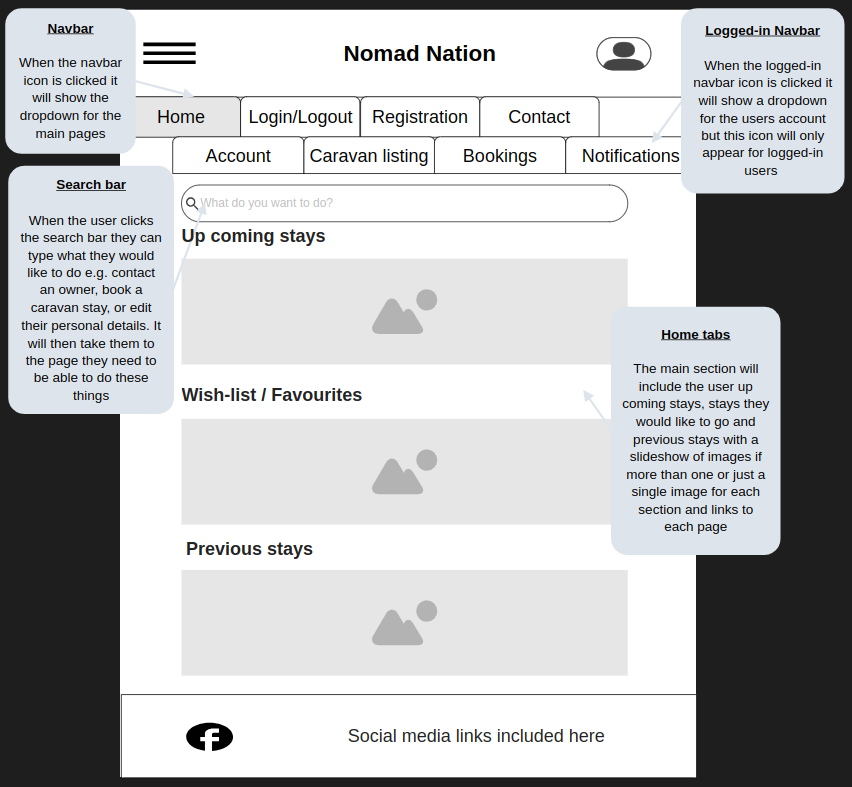 Navbar
When the navbar
icon is clicked it
will show the
dropdown for the
main pages
Nomad Nation
Logged-in Navbar
When the logged-in
navbar icon is clicked it
will show a dropdown
for the users account
but this icon will only
appear for logged-in
users
Home Login/Logout Registration Contact
Account Caravan listing Bookings Notifications
Search bar
When the user clicks
the search bar they can
type what they would
like to do e.g. contact
an owner, book a
caravan stay, or edit
their personal details. It
will then take them to
the page they need to
be able to do these
things
What do you want to do?
Up coming stays
Home tabs
The main section will
include the user up
coming stays, stays they
would like to go and
previous stays with a
slideshow of images if
more than one or just a
single image for each
section and links to
each page
Wish-list / Favourites
Previous stays
Social media links included here